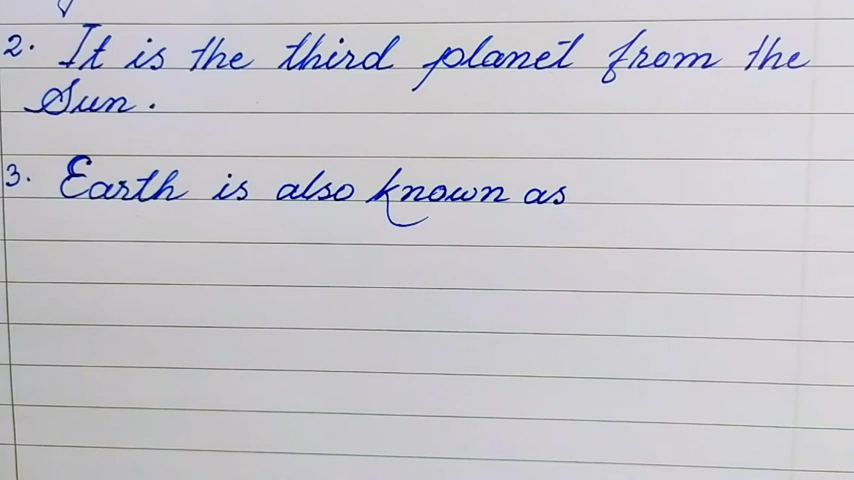 2. It is the third planet from the
Sun.
3. Earth is also known as